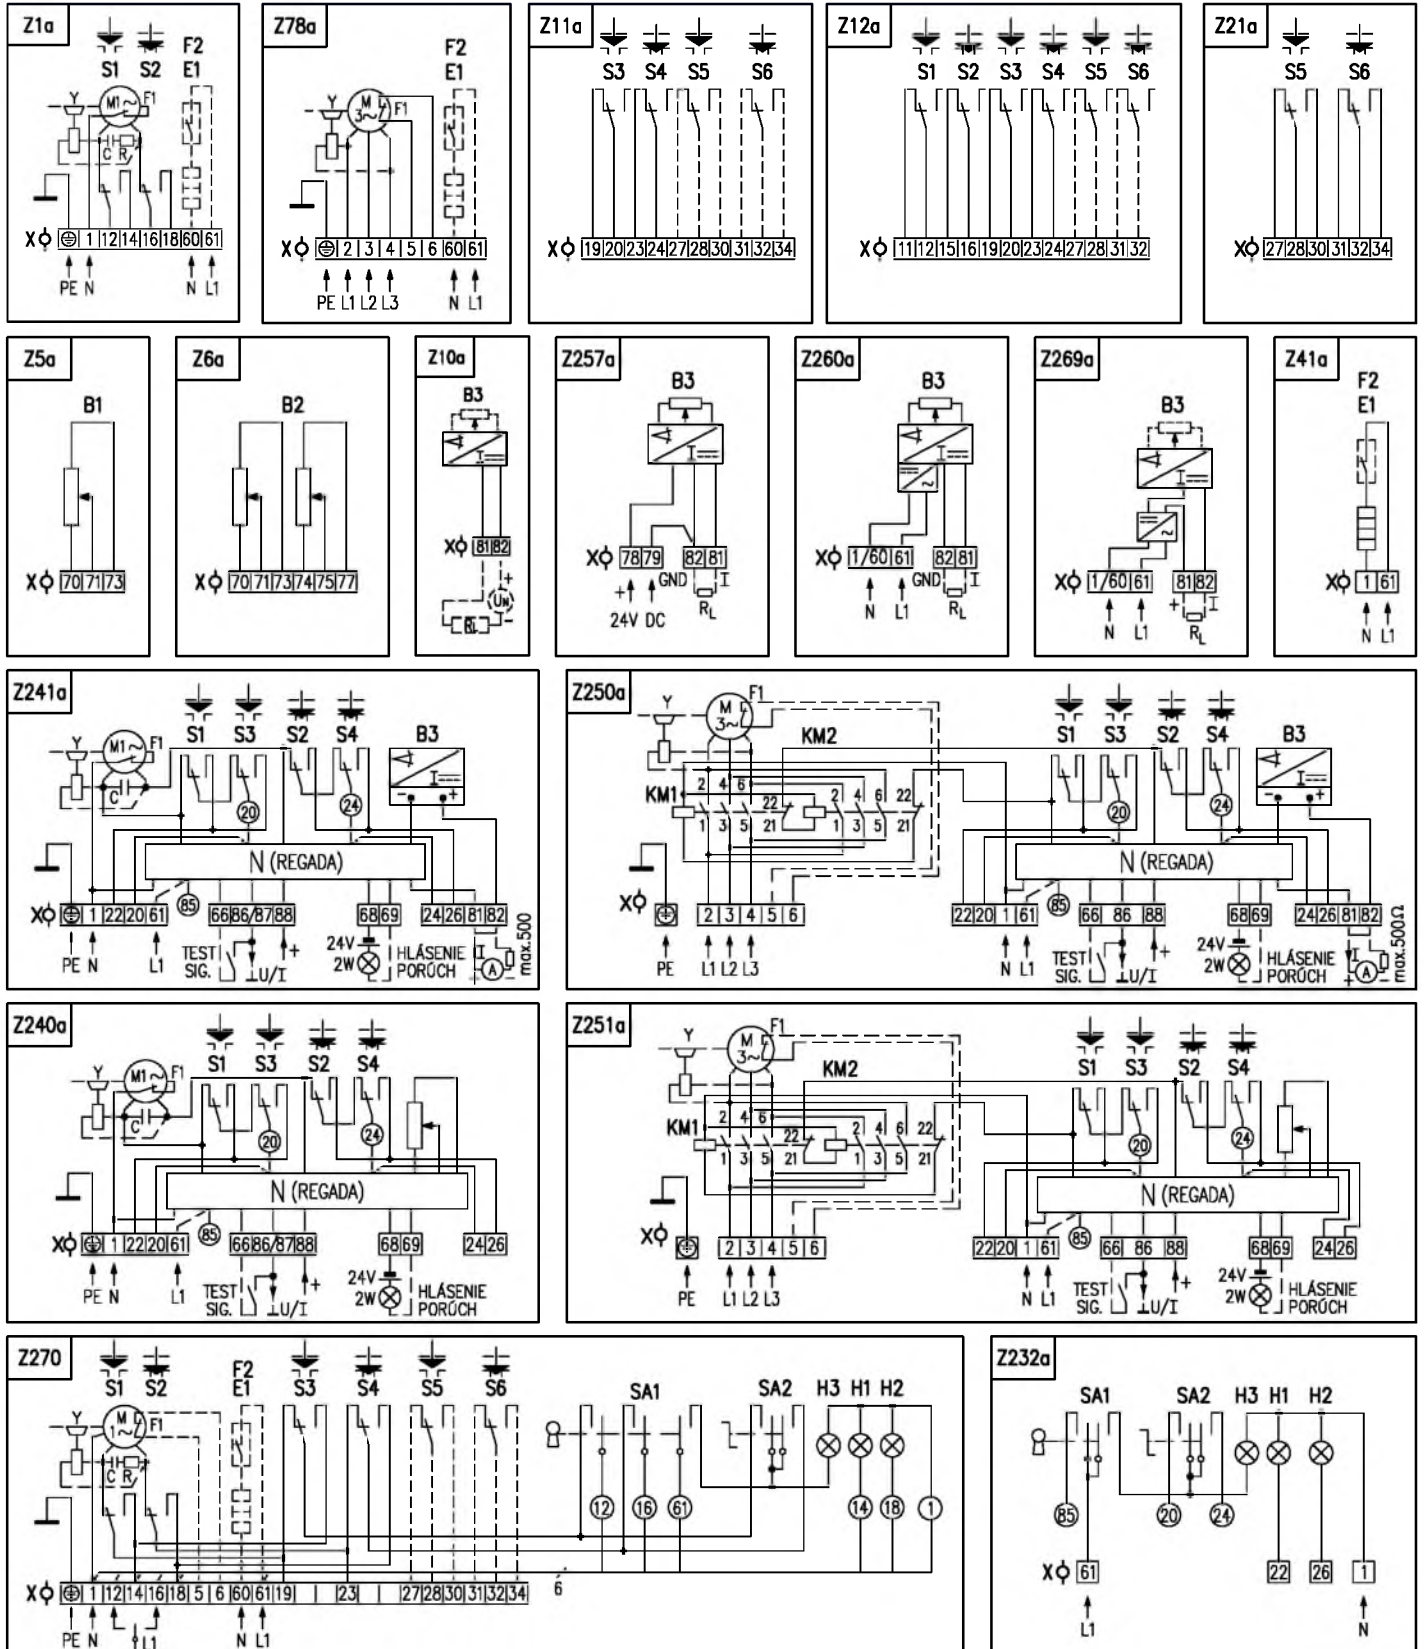 Z1a
S1 S2 F2
E1
Y M1~ F1
C R
X 1 12 14 16 18 60 61
PE N N L1
Z78a
F2
E1
Y M 3~ F1
X 2 3 4 5 6 60 61
PE L1 L2 L3 N L1
Z11a
S3 S4 S5 S6
X 19 20 23 24 27 28 30 31 32 34
Z12a
S1 S2 S3 S4 S5 S6
X 11 12 15 16 19 20 23 24 27 28 31 32
Z21a
S5 S6
X 27 28 30 31 32 34
Z5a
B1
X 70 71 73
Z6a
B2
X 70 71 73 74 75 77
Z10a
B3
I
X 81 82
+
UN
-
RL
Z257a
B3
I
X 78 79 82 81
+ GND I
24V DC RL
Z260a
B3
I
~
X 1/60 61 82 81
GND I
N L1 RL
Z269a
B3
I
~
X 1/60 61 81 82
+ I
N L1 RL
Z41a
F2
E1
X 1 61
N L1
Z241a
S1 S3 S2 S4 B3
Y M1~ F1
I
C - +
20 24
N (REGADA)
85
X 1 22 20 61 66 86/87 88 68 69 24 26 81 82
PE N L1 TEST + 24V HLÁSENIE I
SIG. U/I 2W PORÚCH A
max.500
Z250a
Y M 3~ F1
KM2
S1 S3 S2 S4 B3
I
2 4 6 22 2 4 6 22
KM1
1 3 5 21 1 3 5 21
- +
20 24
N (REGADA)
85
X 2 3 4 5 6 22 20 1 61 66 86 88 68 69 24 26 81 82
PE L1 L2 L3 N L1 TEST + 24V HLÁSENIE I
SIG. U/I 2W PORÚCH + A -
max.500Ω
Z240a
S1 S3 S2 S4
Y M1~ F1
C
20 24
N (REGADA)
85
X 1 22 20 61 66 86/87 88 68 69 24 26
PE N L1 TEST + 24V HLÁSENIE
SIG. U/I 2W PORÚCH
Z251a
Y M 3~ F1
KM2
S1 S3 S2 S4
2 4 6 22 2 4 6 22
KM1
1 3 5 21 1 3 5 21
20 24
N (REGADA)
85
X 2 3 4 5 6 22 20 1 61 66 86 88 68 69 24 26
PE L1 L2 L3 N L1 TEST + 24V HLÁSENIE
SIG. U/I 2W PORÚCH
Z270
S1 S2 F2 S3 S4 S5 S6 SA1 SA2 H3 H1 H2
E1
Y M 1~ F1
C R
12 16 61 14 18 1
X 1 12 14 16 18 5 6 60 61 19 23 27 28 30 31 32 34 6
PE N L1 N L1
Z232a
SA1 SA2 H3 H1 H2
85 20 24
X 61 22 26 1
L1 N